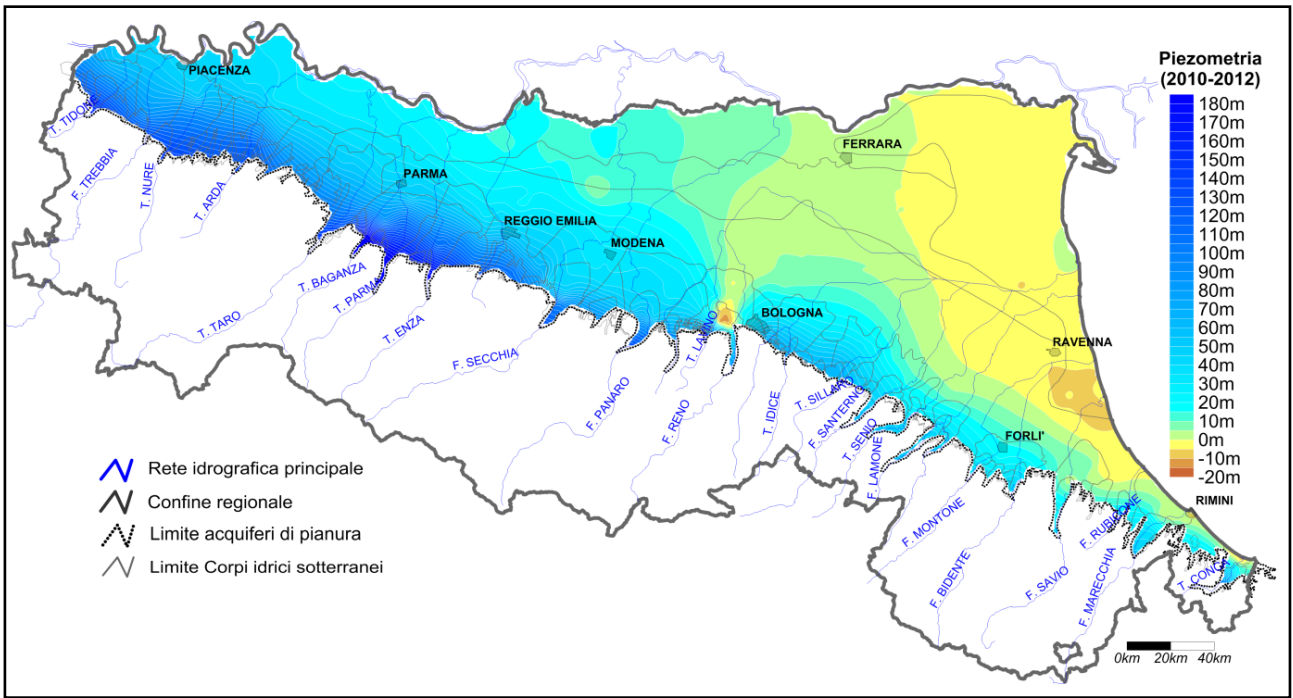 Piezometria
(2010-2012)
180m
170m
160m
150m
140m
130m
120m
110m
100m
90m
80m
70m
60m
50m
40m
30m
20m
10m
0m
-10m
-20m
PIACENZA
PARMA
REGGIO EMILIA
MODENA
BOLOGNA
FERRARA
RAVENNA
FORLI'
RIMINI
T. TIDONE
F. TREBBIA
T. NURE
T. ARDA
T. TARO
T. BAGANZA
T. PARMA
T. ENZA
F. SECCHIA
F. PANARO
F. RENO
T. LAVINO
T. IDICE
T. SILLARO
F. SANTERNO
T. SENIO
F. LAMONE
F. MONTONE
F. BIDENTE
F. SAVIO
F. RUBICONE
F. MARECCHIA
T. CONCA
Rete idrografica principale
Confine regionale
Limite acquiferi di pianura
Limite Corpi idrici sotterranei
0km 20km 40km